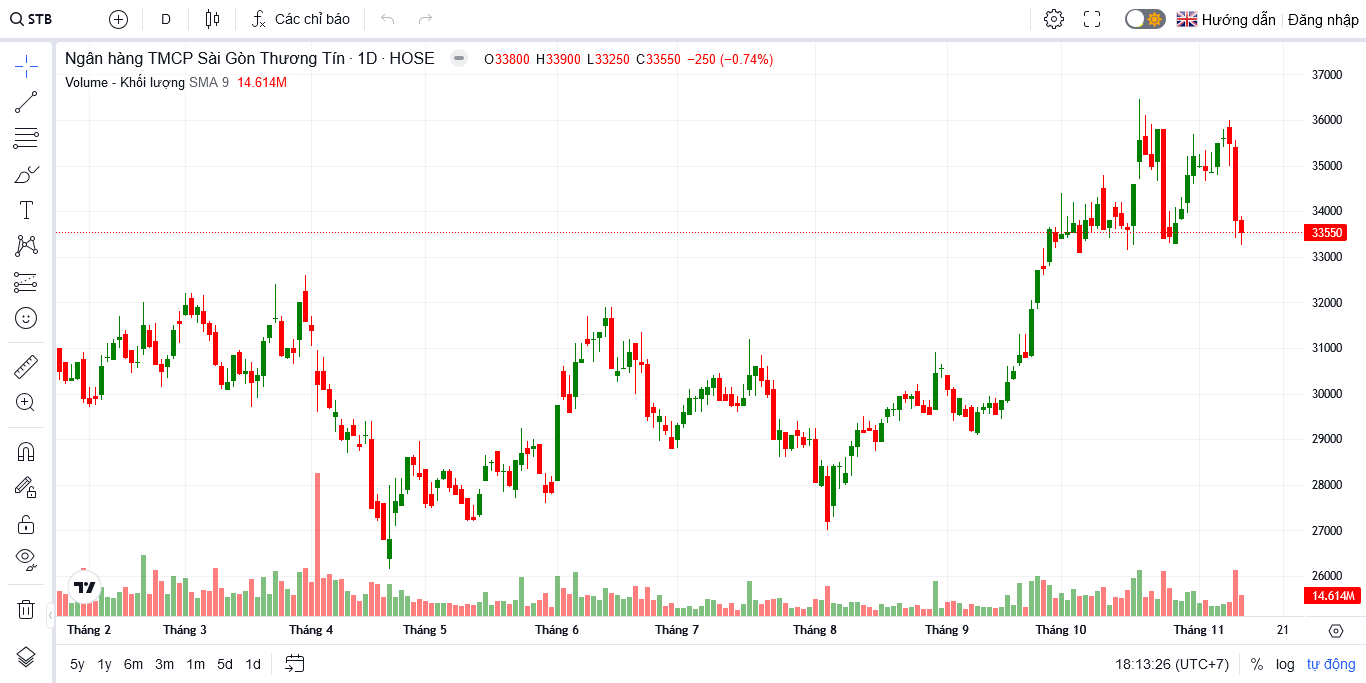 STB D Các chỉ báo Hướng dẫn Đăng nhập
Ngân hàng TMCP Sài Gòn Thương Tín · 1D · HOSE O33800 H33900 L33250 C33550 −250 (−0.74%)
Volume - Khối lượng SMA 9 14.614M
37000
36000
35000
34000
33550
33000
32000
31000
30000
29000
28000
27000
26000
14.614M
Tháng 2 Tháng 3 Tháng 4 Tháng 5 Tháng 6 Tháng 7 Tháng 8 Tháng 9 Tháng 10 Tháng 11 21
5y 1y 6m 3m 1m 5d 1d 18:13:26 (UTC+7) % log tự động